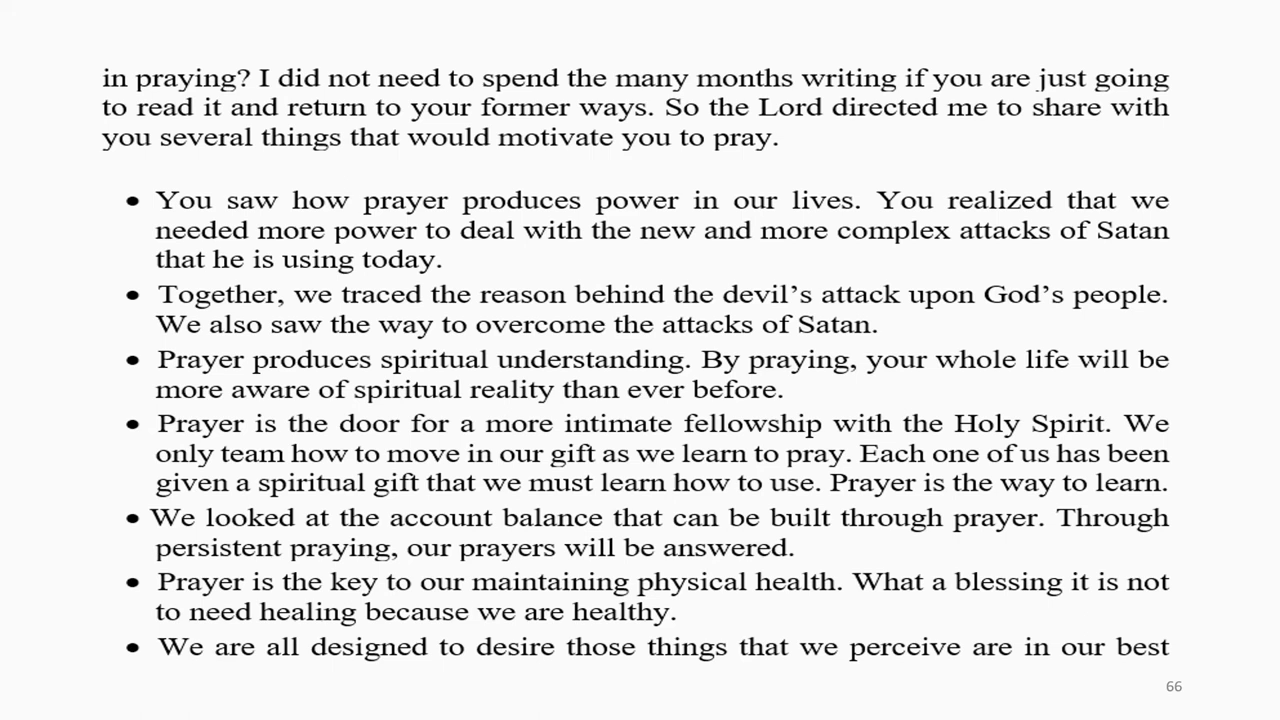 in praying? I did not need to spend the many months writing if you are just going
to read it and return to your former ways. So the Lord directed me to share with
you several things that would motivate you to pray.
• You saw how prayer produces power in our lives. You realized that we
needed more power to deal with the new and more complex attacks of Satan
that he is using today.
• Together, we traced the reason behind the devil's attack upon God's people.
We also saw the way to overcome the attacks of Satan.
• Prayer produces spiritual understanding. By praying, your whole life will be
more aware of spiritual reality than ever before.
• Prayer is the door for a more intimate fellowship with the Holy Spirit. We
only team how to move in our gift as we learn to pray. Each one of us has been
given a spiritual gift that we must learn how to use. Prayer is the way to learn.
• We looked at the account balance that can be built through prayer. Through
persistent praying, our prayers will be answered.
• Prayer is the key to our maintaining physical health. What a blessing it is not
to need healing because we are healthy.
• We are all designed to desire those things that we perceive are in our best
66